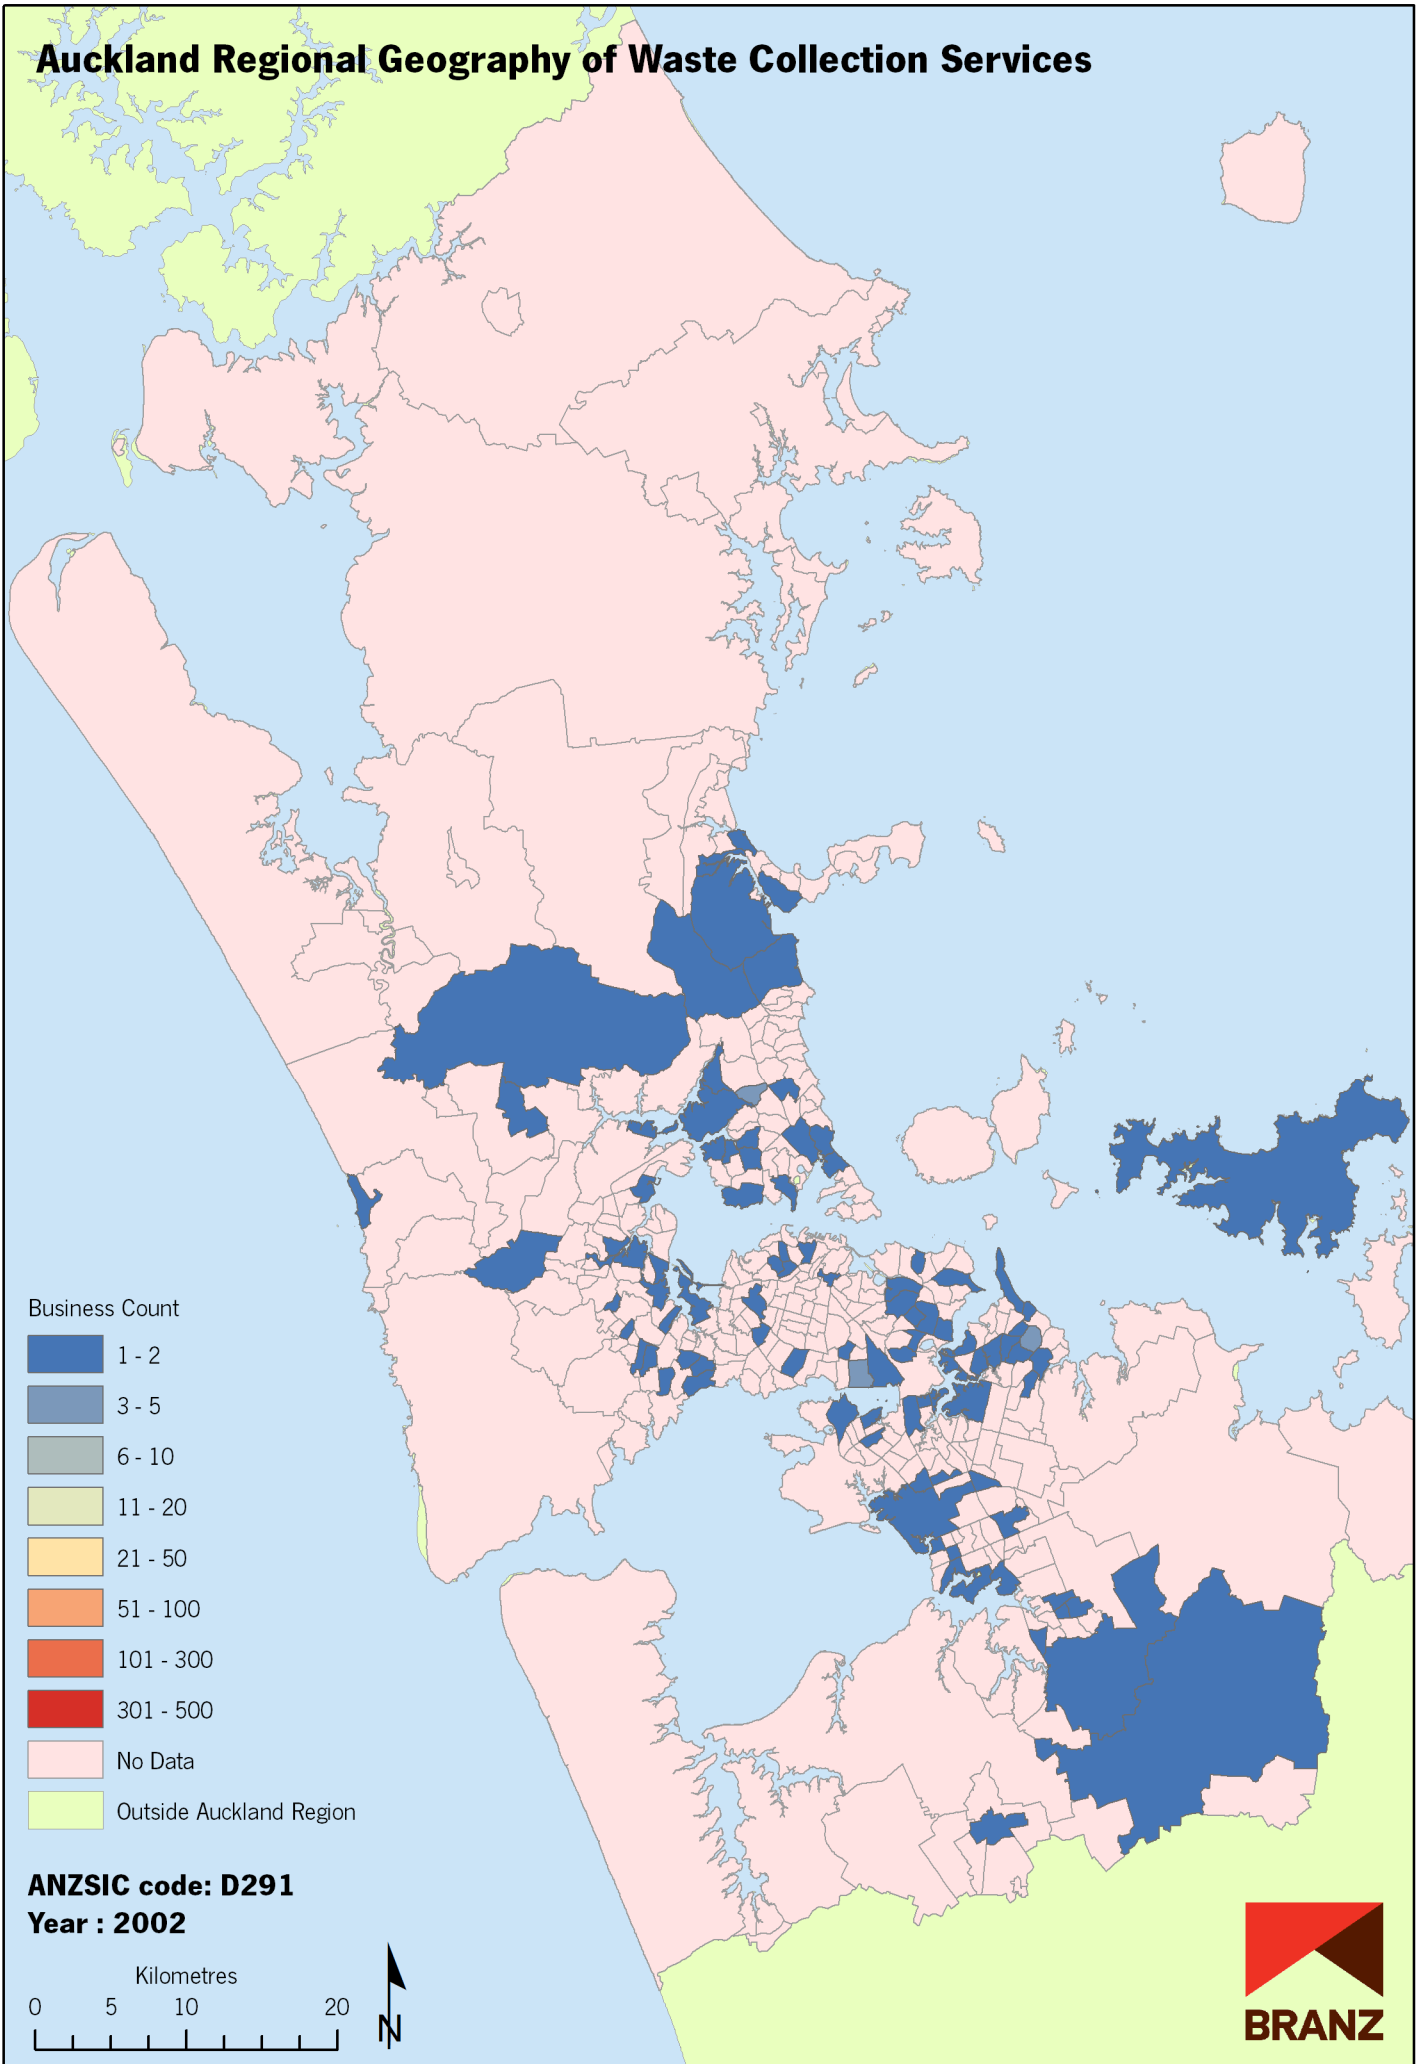 Auckland Regional Geography of Waste Collection Services
Business Count
1 - 2
3 - 5
6 - 10
11 - 20
21 - 50
51 - 100
101 - 300
301 - 500
No Data
Outside Auckland Region
ANZSIC code: D291
Year : 2002
Kilometres
0 5 10 20
N
BRANZ